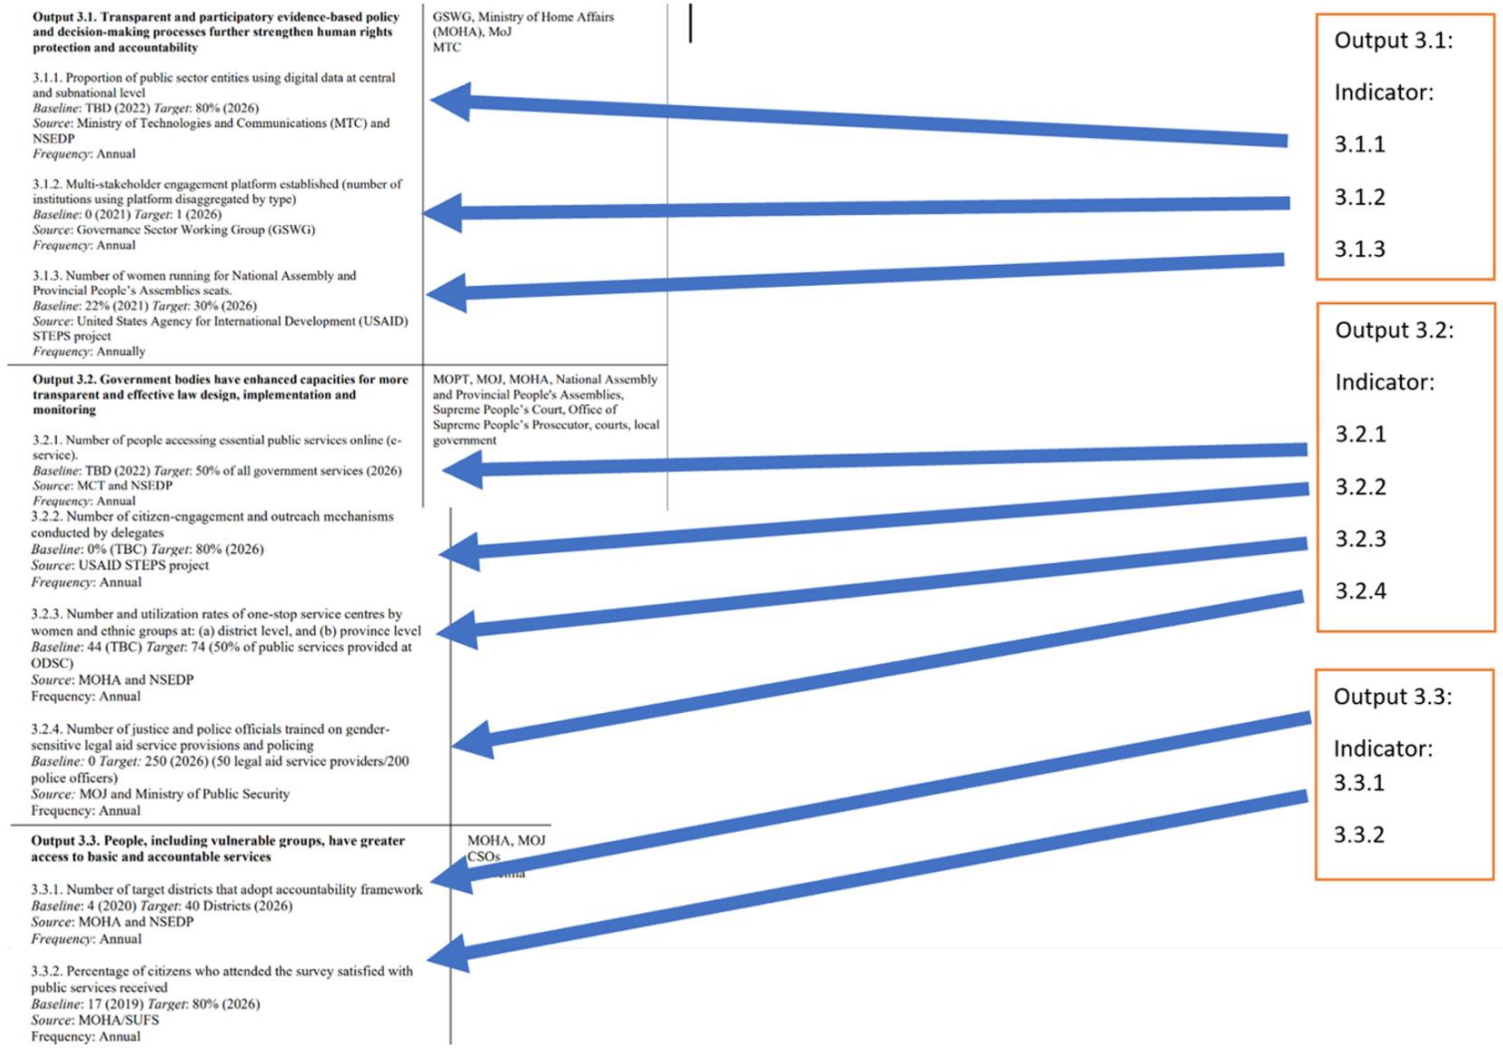 Output 3.1. Transparent and participatory evidence-based policy
and decision-making processes further strengthen human rights
protection and accountability
3.1.1. Proportion of public sector entities using digital data at central
and subnational level
Baseline: TBD (2022) Target: 80% (2026)
Source: Ministry of Technologies and Communications (MTC) and
NSEDP
Frequency: Annual
3.1.2. Multi-stakeholder engagement platform established (number of
institutions using platform disaggregated by type)
Baseline: 0 (2021) Target: 1 (2026)
Source: Governance Sector Working Group (GSWG)
Frequency: Annual
3.1.3. Number of women running for National Assembly and
Provincial People's Assemblies seats.
Baseline: 22% (2021) Target: 30% (2026)
Source: United States Agency for International Development (USAID)
STEPS project
Frequency: Annually
GSWG, Ministry of Home Affairs
(MOHA), MoJ
MTC
Output 3.2. Government bodies have enhanced capacities for more
transparent and effective law design, implementation and
monitoring
3.2.1. Number of people accessing essential public services online (e-
service).
Baseline: TBD (2022) Target: 50% of all government services (2026)
Source: MCT and NSEDP
Frequency: Annual
3.2.2. Number of citizen-engagement and outreach mechanisms
conducted by delegates
Baseline: 0% (TBC) Target: 80% (2026)
Source: USAID STEPS project
Frequency: Annual
3.2.3. Number and utilization rates of one-stop service centres by
women and ethnic groups at: (a) district level, and (b) province level
Baseline: 44 (TBC) Target: 74 (50% of public services provided at
ODSC)
Source: MOHA and NSEDP
Frequency: Annual
3.2.4. Number of justice and police officials trained on gender-
sensitive legal aid service provisions and policing
Baseline: 0 Target: 250 (2026) (50 legal aid service providers/200
police officers)
Source: MOJ and Ministry of Public Security
Frequency: Annual
MOPT, MOJ, MOHA, National Assembly
and Provincial People's Assemblies,
Supreme People's Court, Office of
Supreme People's Prosecutor, courts, local
government
Output 3.3. People, including vulnerable groups, have greater
access to basic and accountable services
3.3.1. Number of target districts that adopt accountability framework
Baseline: 4 (2020) Target: 40 Districts (2026)
Source: MOHA and NSEDP
Frequency: Annual
3.3.2. Percentage of citizens who attended the survey satisfied with
public services received
Baseline: 17 (2019) Target: 80% (2026)
Source: MOHA/SUFS
Frequency: Annual
MOHA, MOJ
CSOs
Output 3.1:
Indicator:
3.1.1
3.1.2
3.1.3
Output 3.2:
Indicator:
3.2.1
3.2.2
3.2.3
3.2.4
Output 3.3:
Indicator:
3.3.1
3.3.2